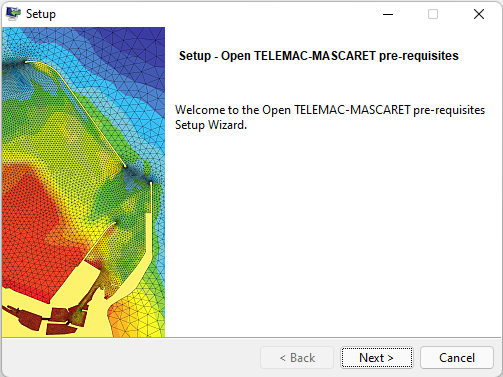 Setup
Setup - Open TELEMAC-MASCARET pre-requisites
Welcome to the Open TELEMAC-MASCARET pre-requisites
Setup Wizard.
< Back
Next >
Cancel